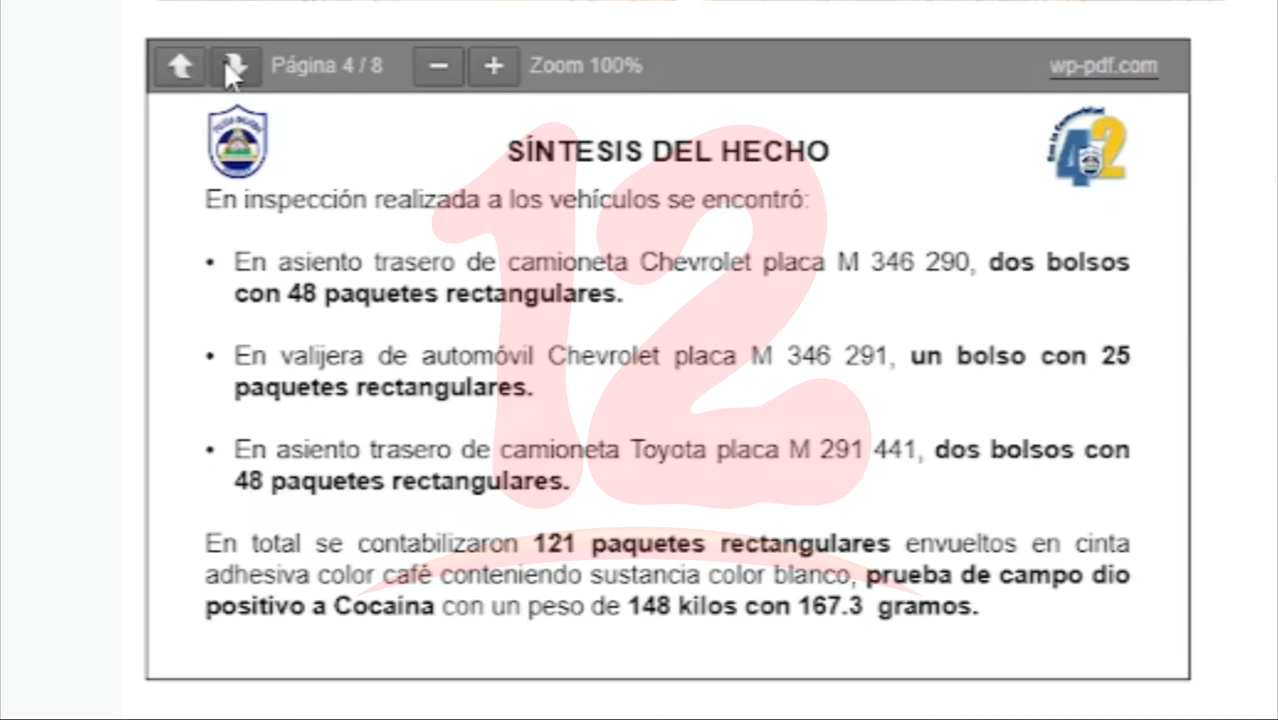 Página 4 / 8
Zoom 100%
wp-pdf.com
SÍNTESIS DEL HECHO
42
En inspección realizada a los vehículos se encontró:
• En asiento trasero de camioneta Chevrolet placa M 346 290, dos bolsos
con 48 paquetes rectangulares.
• En valijera de automóvil Chevrolet placa M 346 291, un bolso con 25
paquetes rectangulares.
• En asiento trasero de camioneta Toyota placa M 291 441, dos bolsos con
48 paquetes rectangulares.
En total se contabilizaron 121 paquetes rectangulares envueltos en cinta
adhesiva color café conteniendo sustancia color blanco, prueba de campo dio
positivo a Cocaína con un peso de 148 kilos con 167.3 gramos.
12